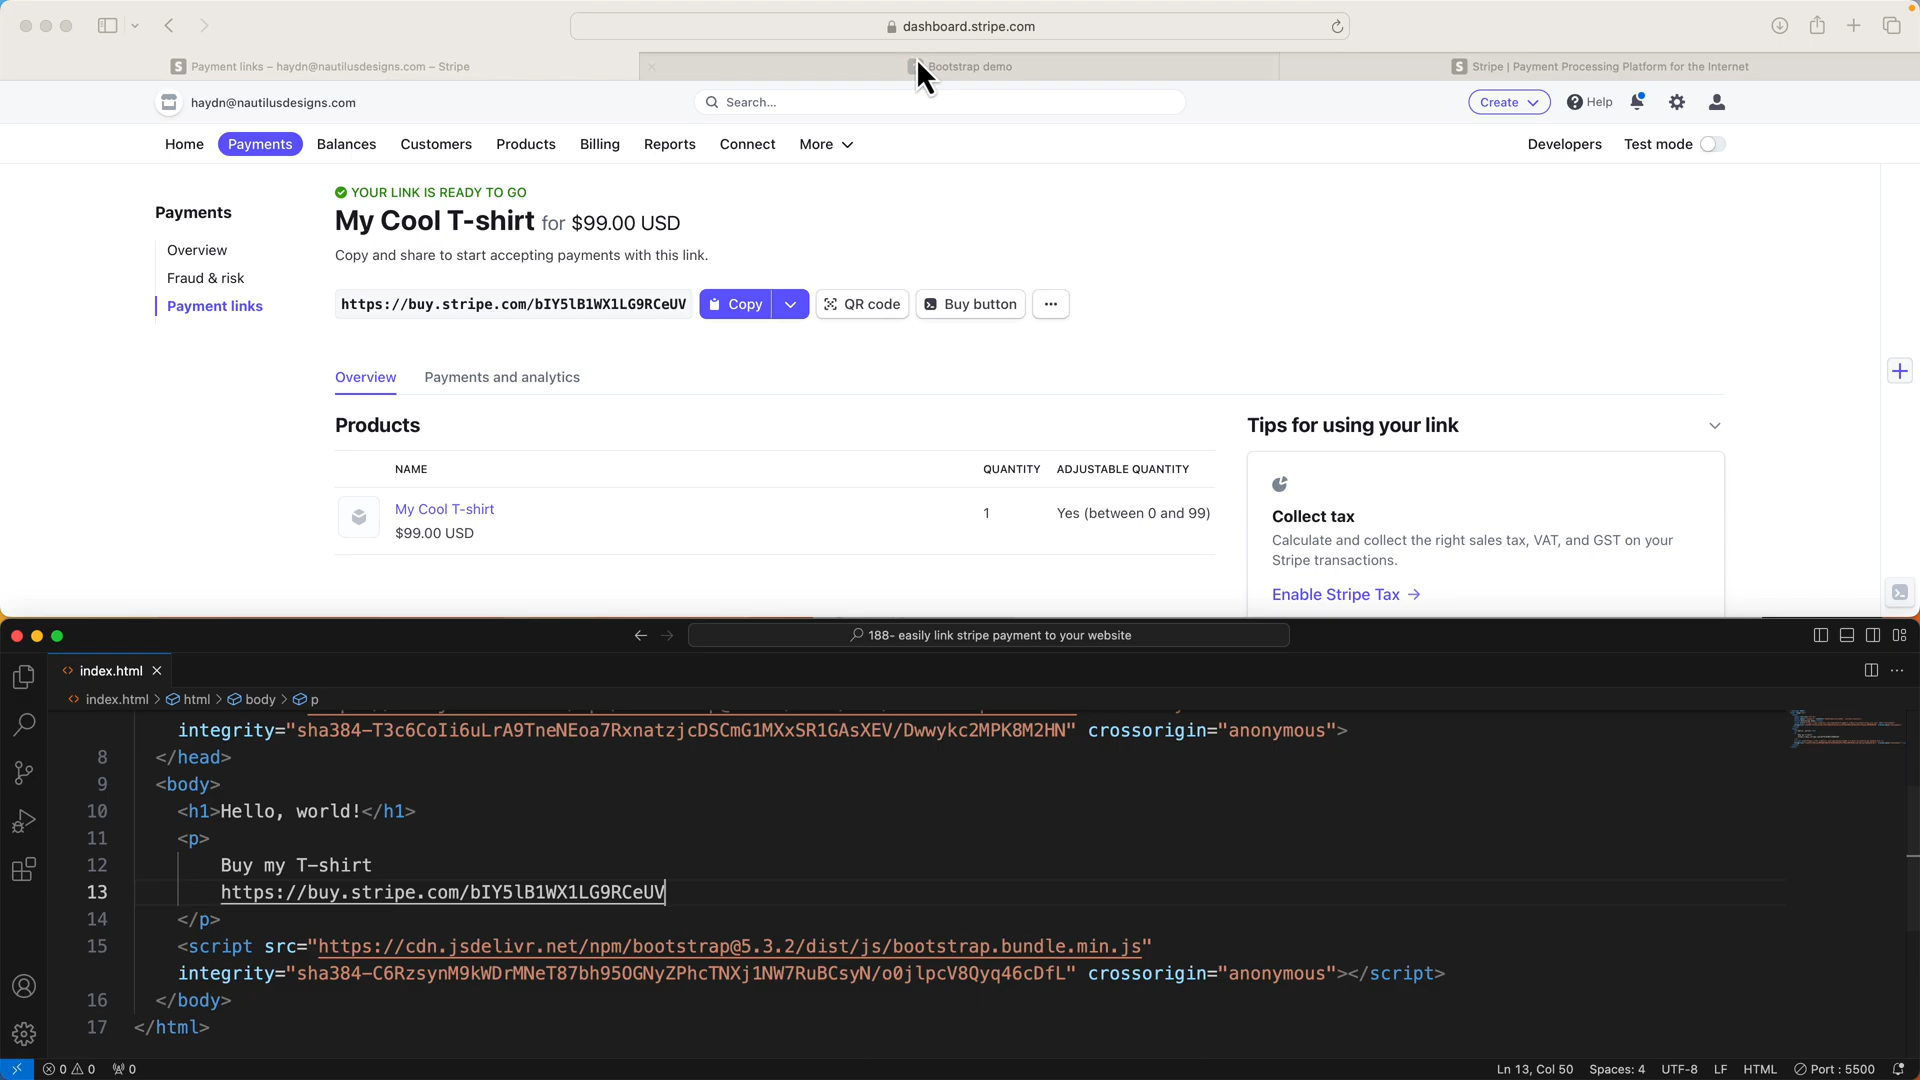 dashboard.stripe.com
Payment links – haydn@nautilusdesigns.com – Stripe
Bootstrap demo
Stripe | Payment Processing Platform for the Internet
haydn@nautilusdesigns.com
Search...
Create
Help
Home
Payments
Balances
Customers
Products
Billing
Reports
Connect
More
Developers
Test mode
Payments
Overview
Fraud & risk
Payment links
YOUR LINK IS READY TO GO
My Cool T-shirt for $99.00 USD
Copy and share to start accepting payments with this link.
https://buy.stripe.com/bIY5lB1WX1LG9RCeUV
Copy
QR code
Buy button
Overview
Payments and analytics
Products
NAME QUANTITY ADJUSTABLE QUANTITY
My Cool T-shirt
$99.00 USD
1
Yes (between 0 and 99)
Tips for using your link
Collect tax
Calculate and collect the right sales tax, VAT, and GST on your
Stripe transactions.
Enable Stripe Tax →
188- easily link stripe payment to your website
index.html
index.html > html > body > p
integrity="sha384-T3c6CoIi6uLrA9TneNEoa7RxnatzjcDSCmG1MXxSR1GAsXEV/Dwwykc2MPK8M2HN" crossorigin="anonymous">
8 </head>
9 <body>
10 <h1>Hello, world!</h1>
11 <p>
12 Buy my T-shirt
13 https://buy.stripe.com/bIY5lB1WX1LG9RCeUV
14 </p>
15 <script src="https://cdn.jsdelivr.net/npm/bootstrap@5.3.2/dist/js/bootstrap.bundle.min.js"
integrity="sha384-C6RzsynM9kWDrMNeT87bh95OGNyZPhcTNXj1NW7RuBCsyN/o0jlpcV8Qyq46cDfL" crossorigin="anonymous"></script>
16 </body>
17 </html>
0 0 0
Ln 13, Col 50
Spaces: 4
UTF-8
LF
HTML
Port : 5500